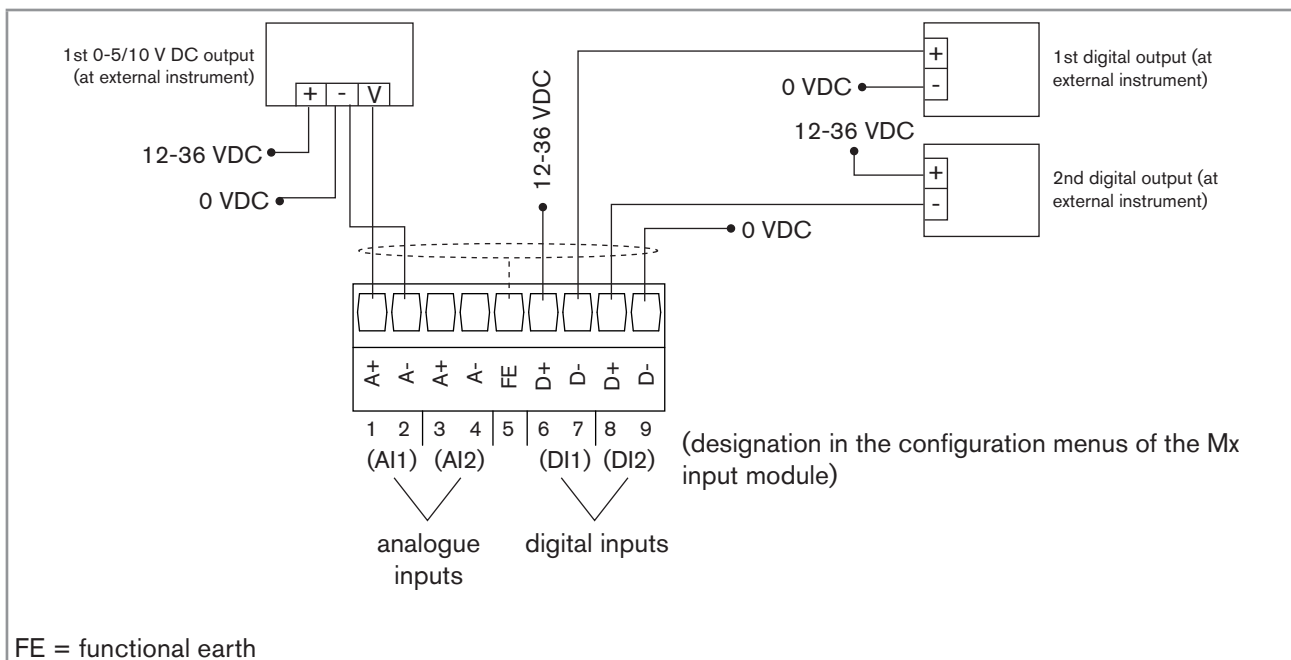 1st 0-5/10 V DC output
(at external instrument)
+ - V
12-36 VDC
0 VDC
12-36 VDC
1st digital output (at
external instrument)
+
-
0 VDC
12-36 VDC
2nd digital output (at
external instrument)
+
-
0 VDC
A+ A- A+ A- FE D+ D- D+ D-
1 2 3 4 5 6 7 8 9
(AI1) (AI2) (DI1) (DI2)
(designation in the configuration menus of the Mx
input module)
analogue
inputs
digital inputs
FE = functional earth